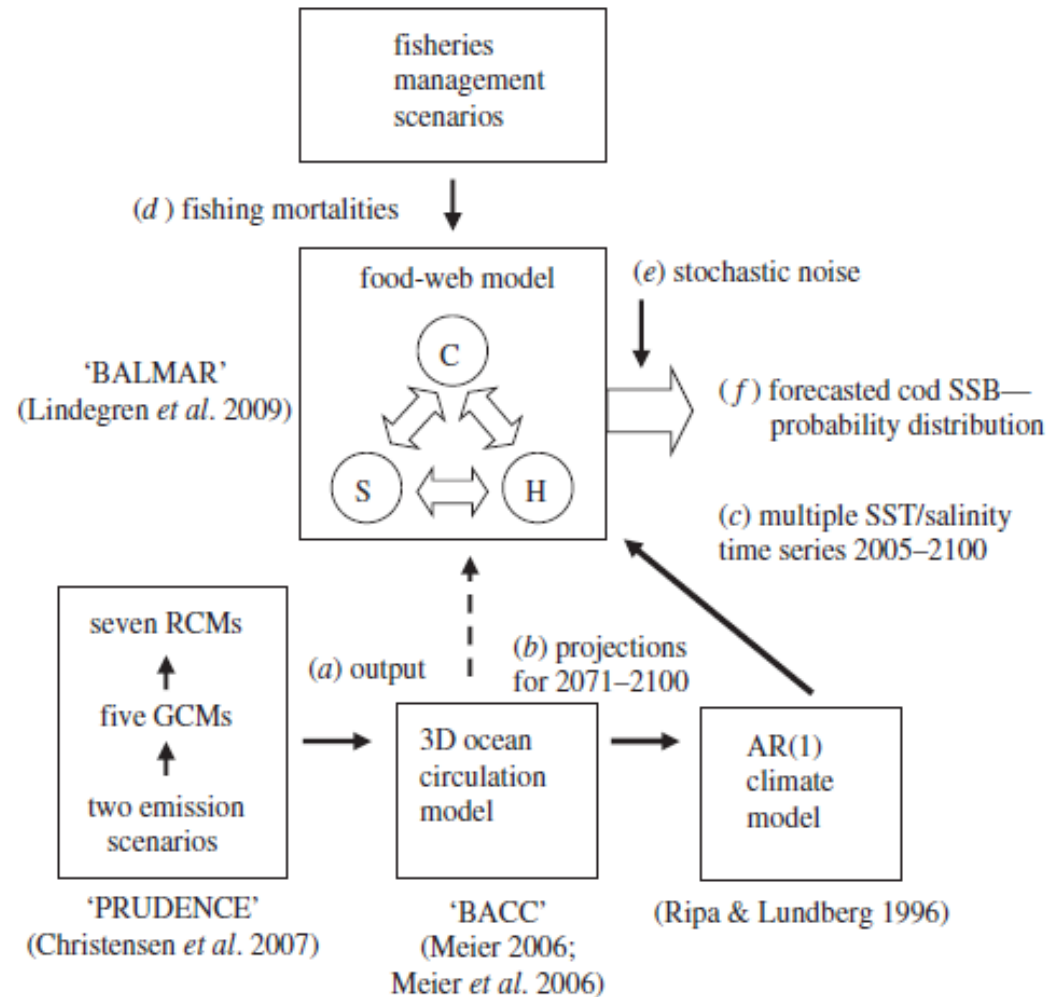 fisheries
management
scenarios
(d) fishing mortalities
food-web model
(e) stochastic noise
C
‘BALMAR’
(Lindegren et al. 2009)
(f) forecasted cod SSB—
probability distribution
S
H
(c) multiple SST/salinity
time series 2005–2100
seven RCMs
(a) output
(b) projections
for 2071–2100
five GCMs
3D ocean
circulation
model
AR(1)
climate
model
two emission
scenarios
‘PRUDENCE’
(Christensen et al. 2007)
‘BACC’
(Meier 2006;
Meier et al. 2006)
(Ripa & Lundberg 1996)